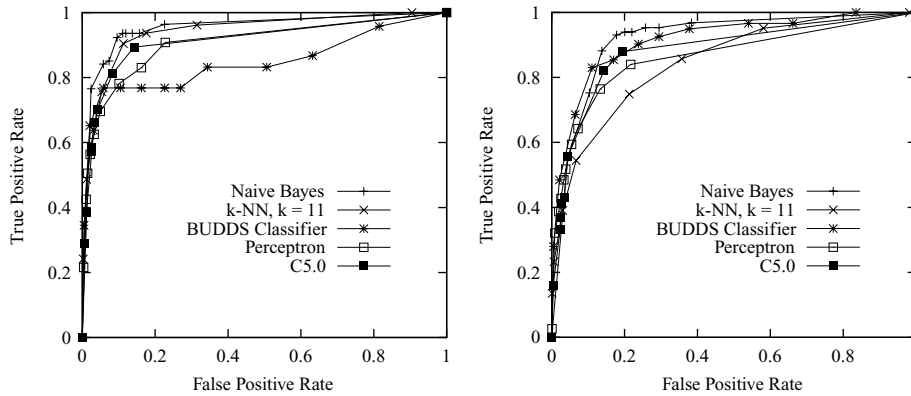 1
0.8
0.6
0.4
0.2
0
True Positive Rate
Naive Bayes
k-NN, k = 11
BUDDS Classifier
Perceptron
C5.0
0 0.2 0.4 0.6 0.8 1
False Positive Rate
1
0.8
0.6
0.4
0.2
0
True Positive Rate
Naive Bayes
k-NN, k = 11
BUDDS Classifier
Perceptron
C5.0
0 0.2 0.4 0.6 0.8
False Positive Rate